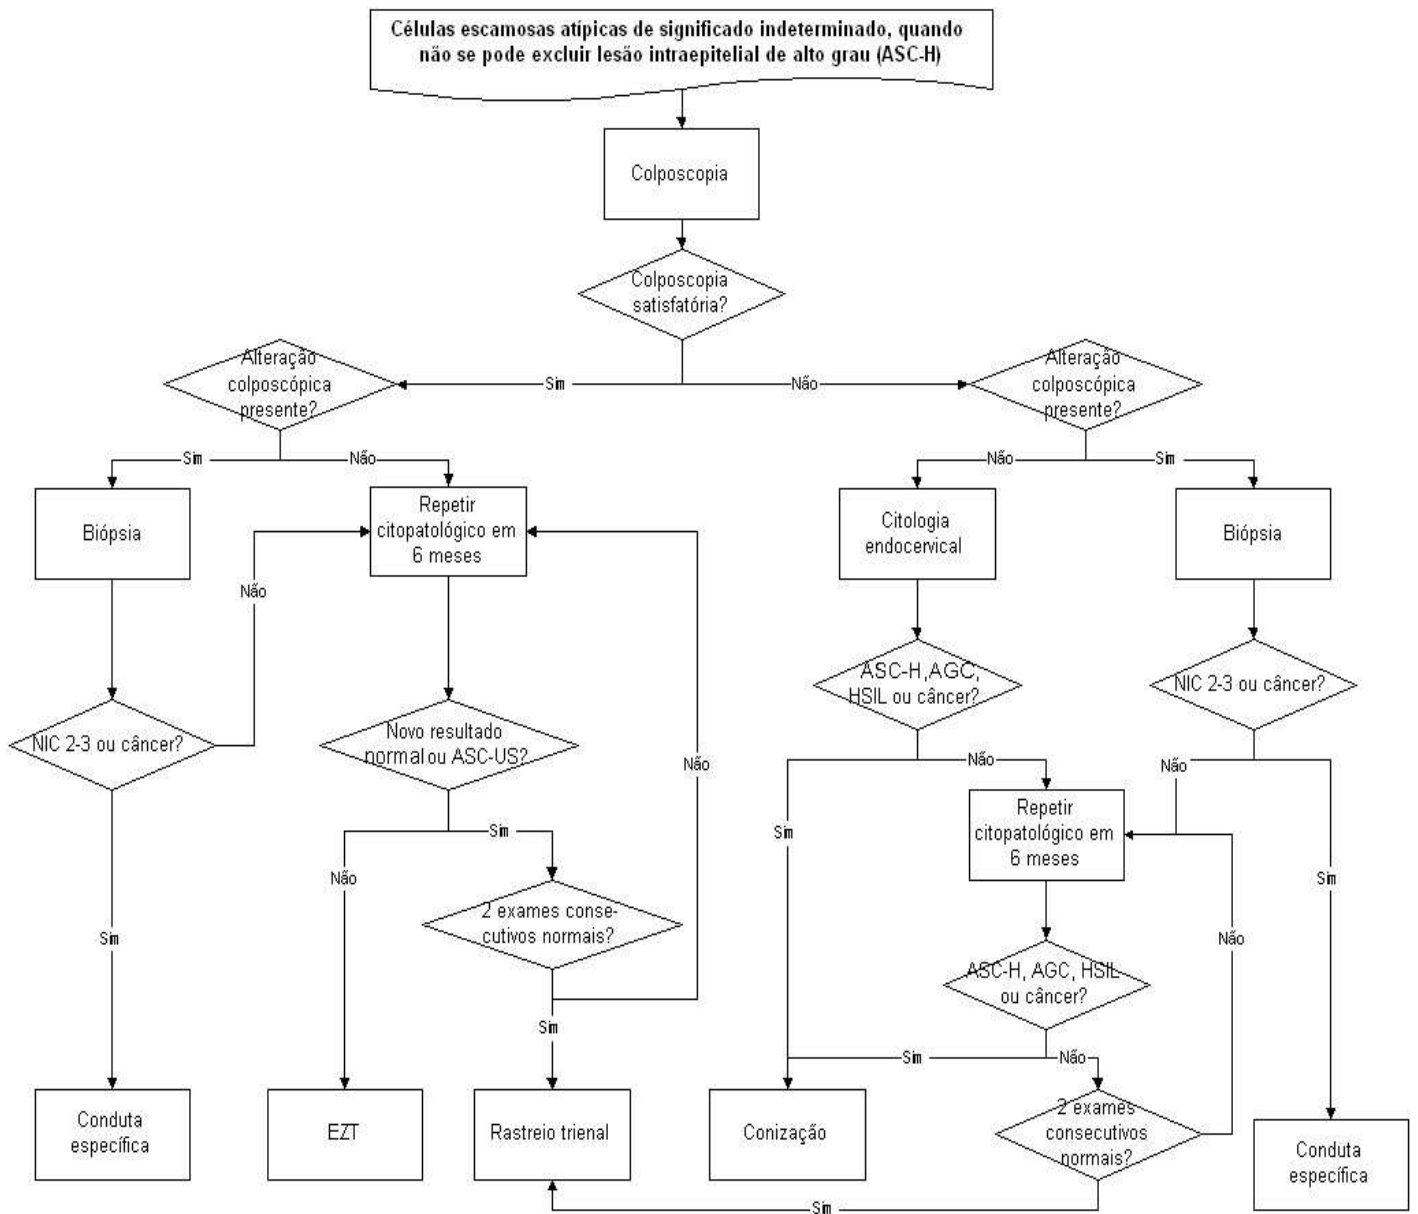 Células escamosas atípicas de significado indeterminado, quando
não se pode excluir lesão intraepitelial de alto grau (ASC-H)
Colposcopia
Colposcopia
satisfatória?
Alteração
colposcópica
presente?
Sim
Não
Alteração
colposcópica
presente?
Sim
Não
Não
Sim
Biópsia
Repetir
citopatológico em
6 meses
Citologia
endocervical
Biópsia
Não
NIC 2-3 ou câncer?
Novo resultado
normal ou ASC-US?
Não
ASC-H,AGC,
HSIL ou câncer?
NIC 2-3 ou câncer?
Não
Não
Sim
Não
Sim
Repetir
citopatológico em
6 meses
Sim
Sim
2 exames conse-
cutivos normais?
Não
Sim
ASC-H, AGC, HSIL
ou câncer?
Sim
Sim
Não
Conduta
específica
EZT
Rastreio trienal
Conização
2 exames
consecutivos
normais?
Conduta
específica
Sim